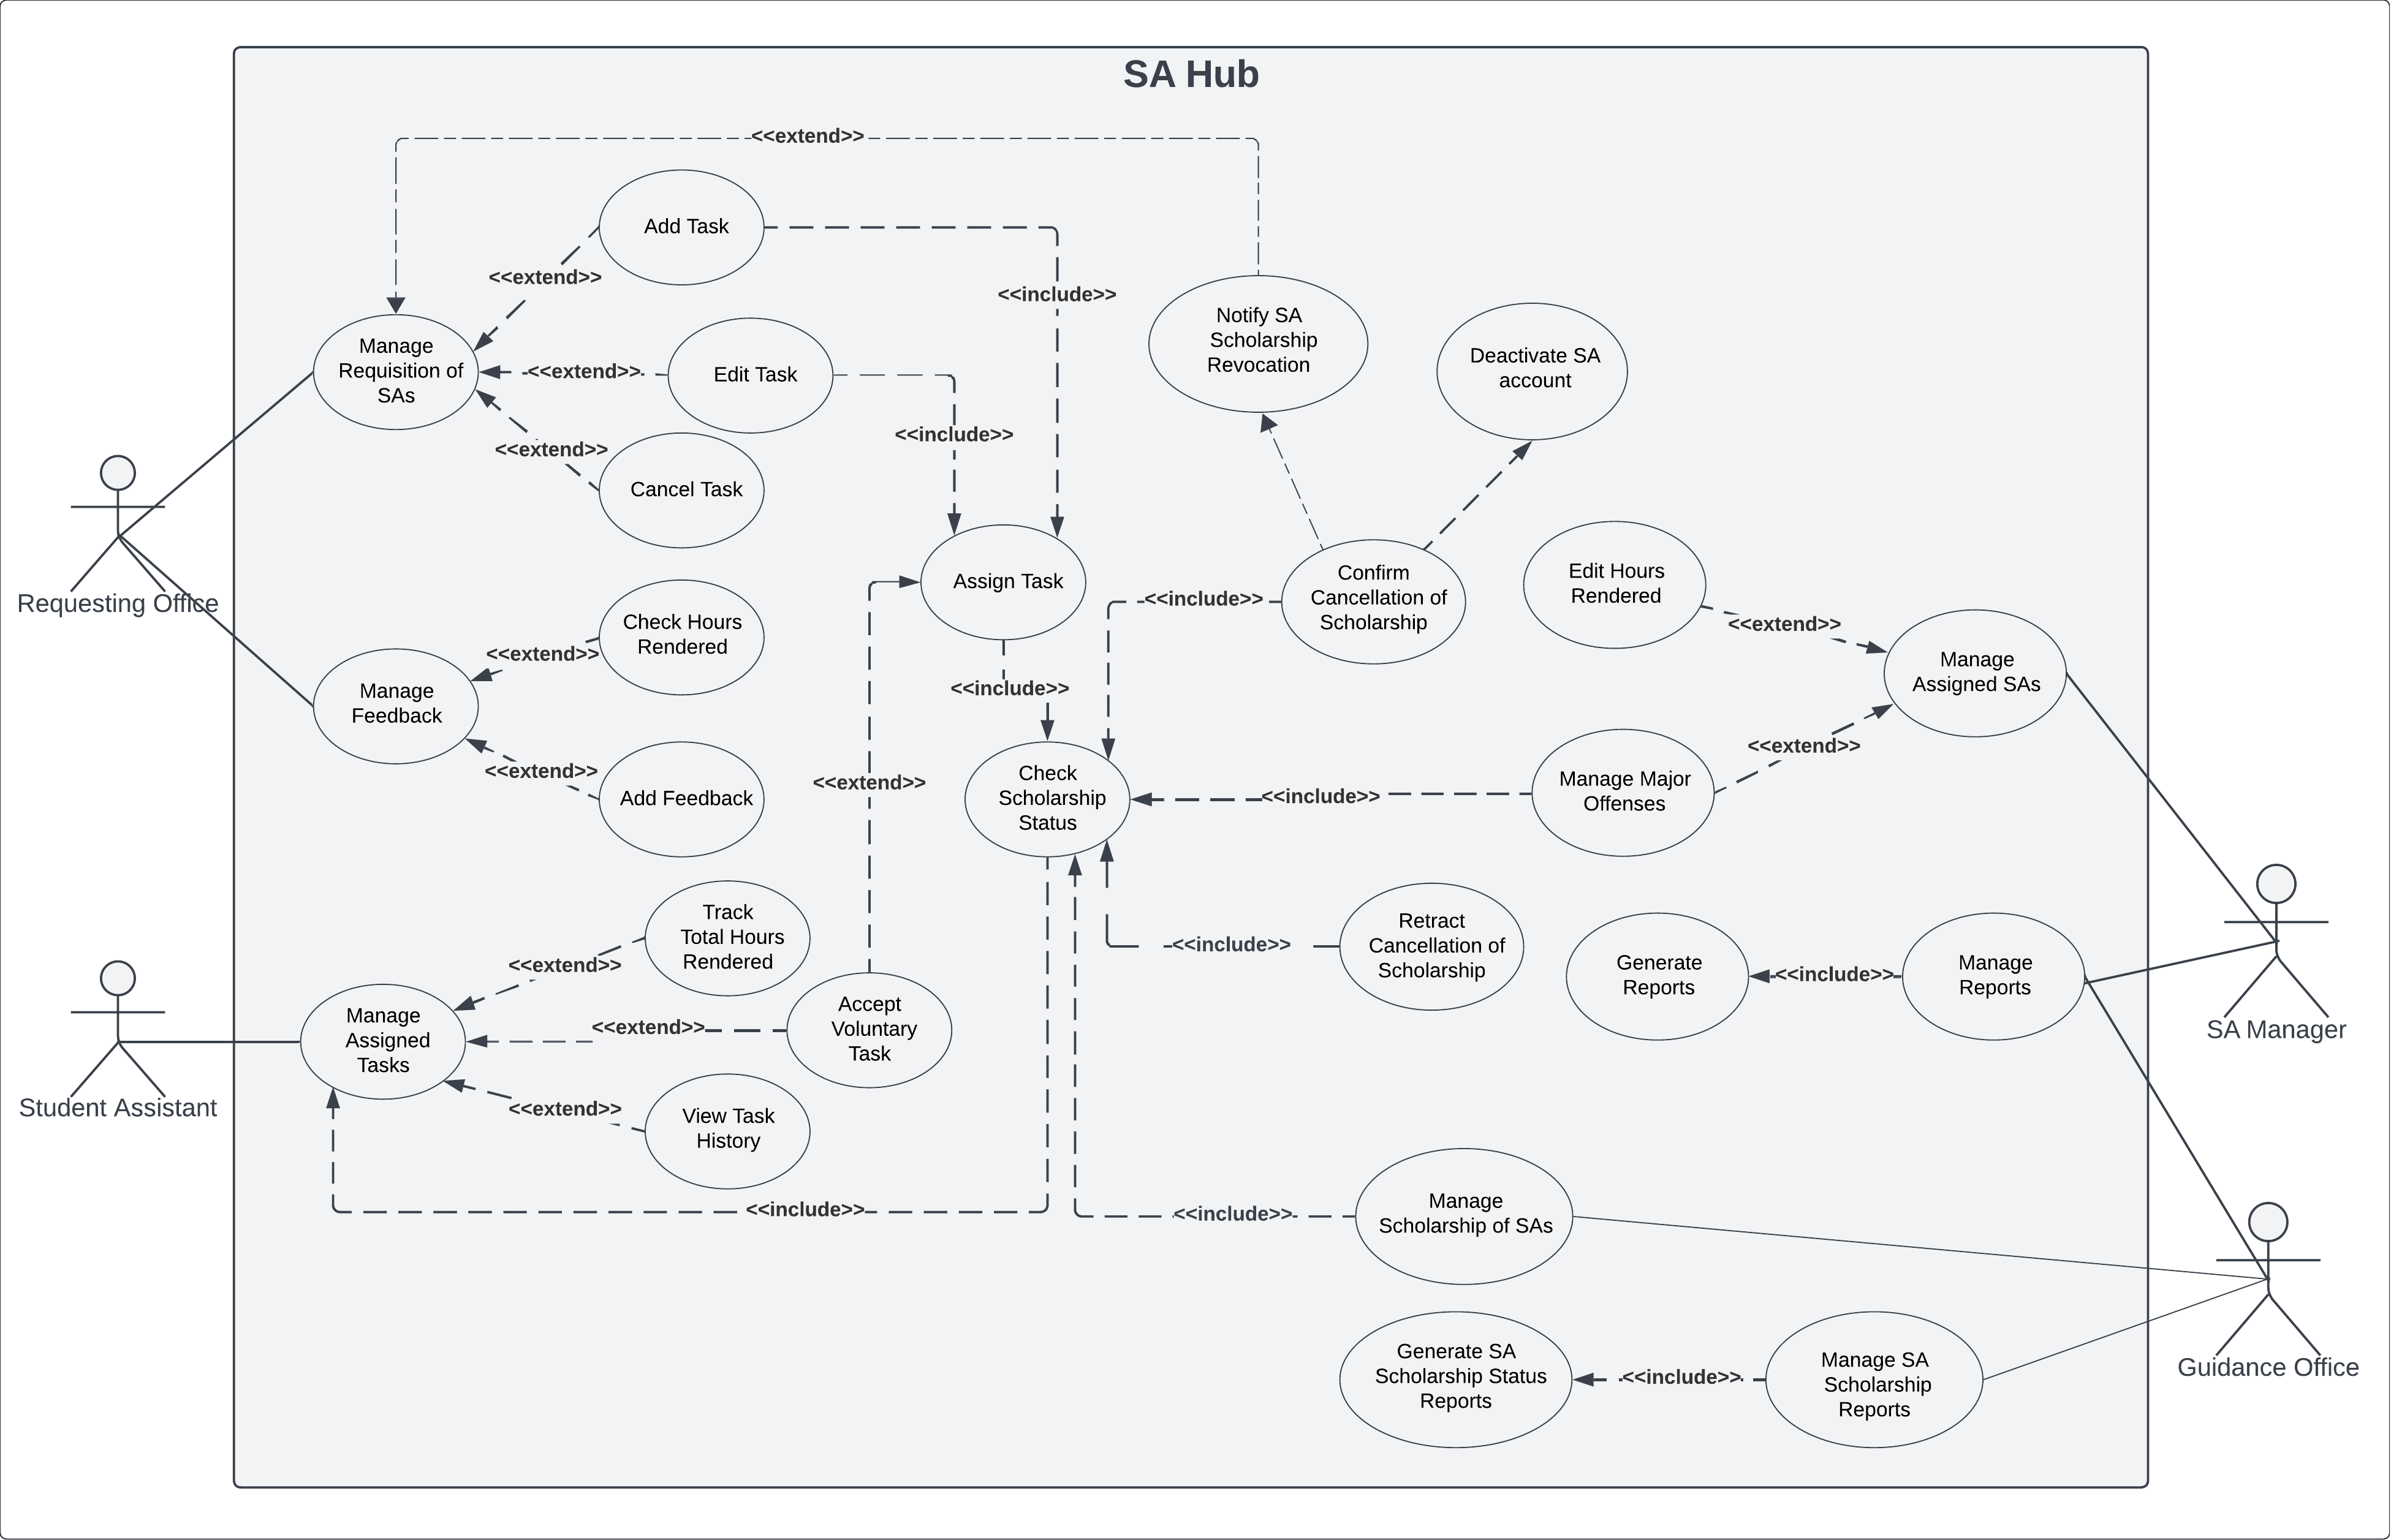 SA Hub
<<extend>>
Add Task
<<extend>>
<<include>>
Notify SA
Scholarship
Revocation
Manage
Requisition of
SAs
<<extend>>
Edit Task
Deactivate SA
account
<<include>>
<<extend>>
Cancel Task
Requesting Office
Assign Task
Confirm
Cancellation of
Scholarship
<<include>>
Edit Hours
Rendered
<<extend>>
Manage
Assigned SAs
Check Hours
Rendered
<<extend>>
Manage
Feedback
<<include>>
<<extend>>
Add Feedback
<<extend>>
Check
Scholarship
Status
<<include>>
Manage Major
Offenses
<<extend>>
Track
Total Hours
Rendered
<<extend>>
<<include>>
Retract
Cancellation of
Scholarship
Generate
Reports
<<include>>
Manage
Reports
SA Manager
Manage
Assigned
Tasks
<<extend>>
Accept
Voluntary
Task
Student Assistant
<<extend>>
View Task
History
<<include>>
<<include>>
Manage
Scholarship of SAs
Generate SA
Scholarship Status
Reports
<<include>>
Manage SA
Scholarship
Reports
Guidance Office